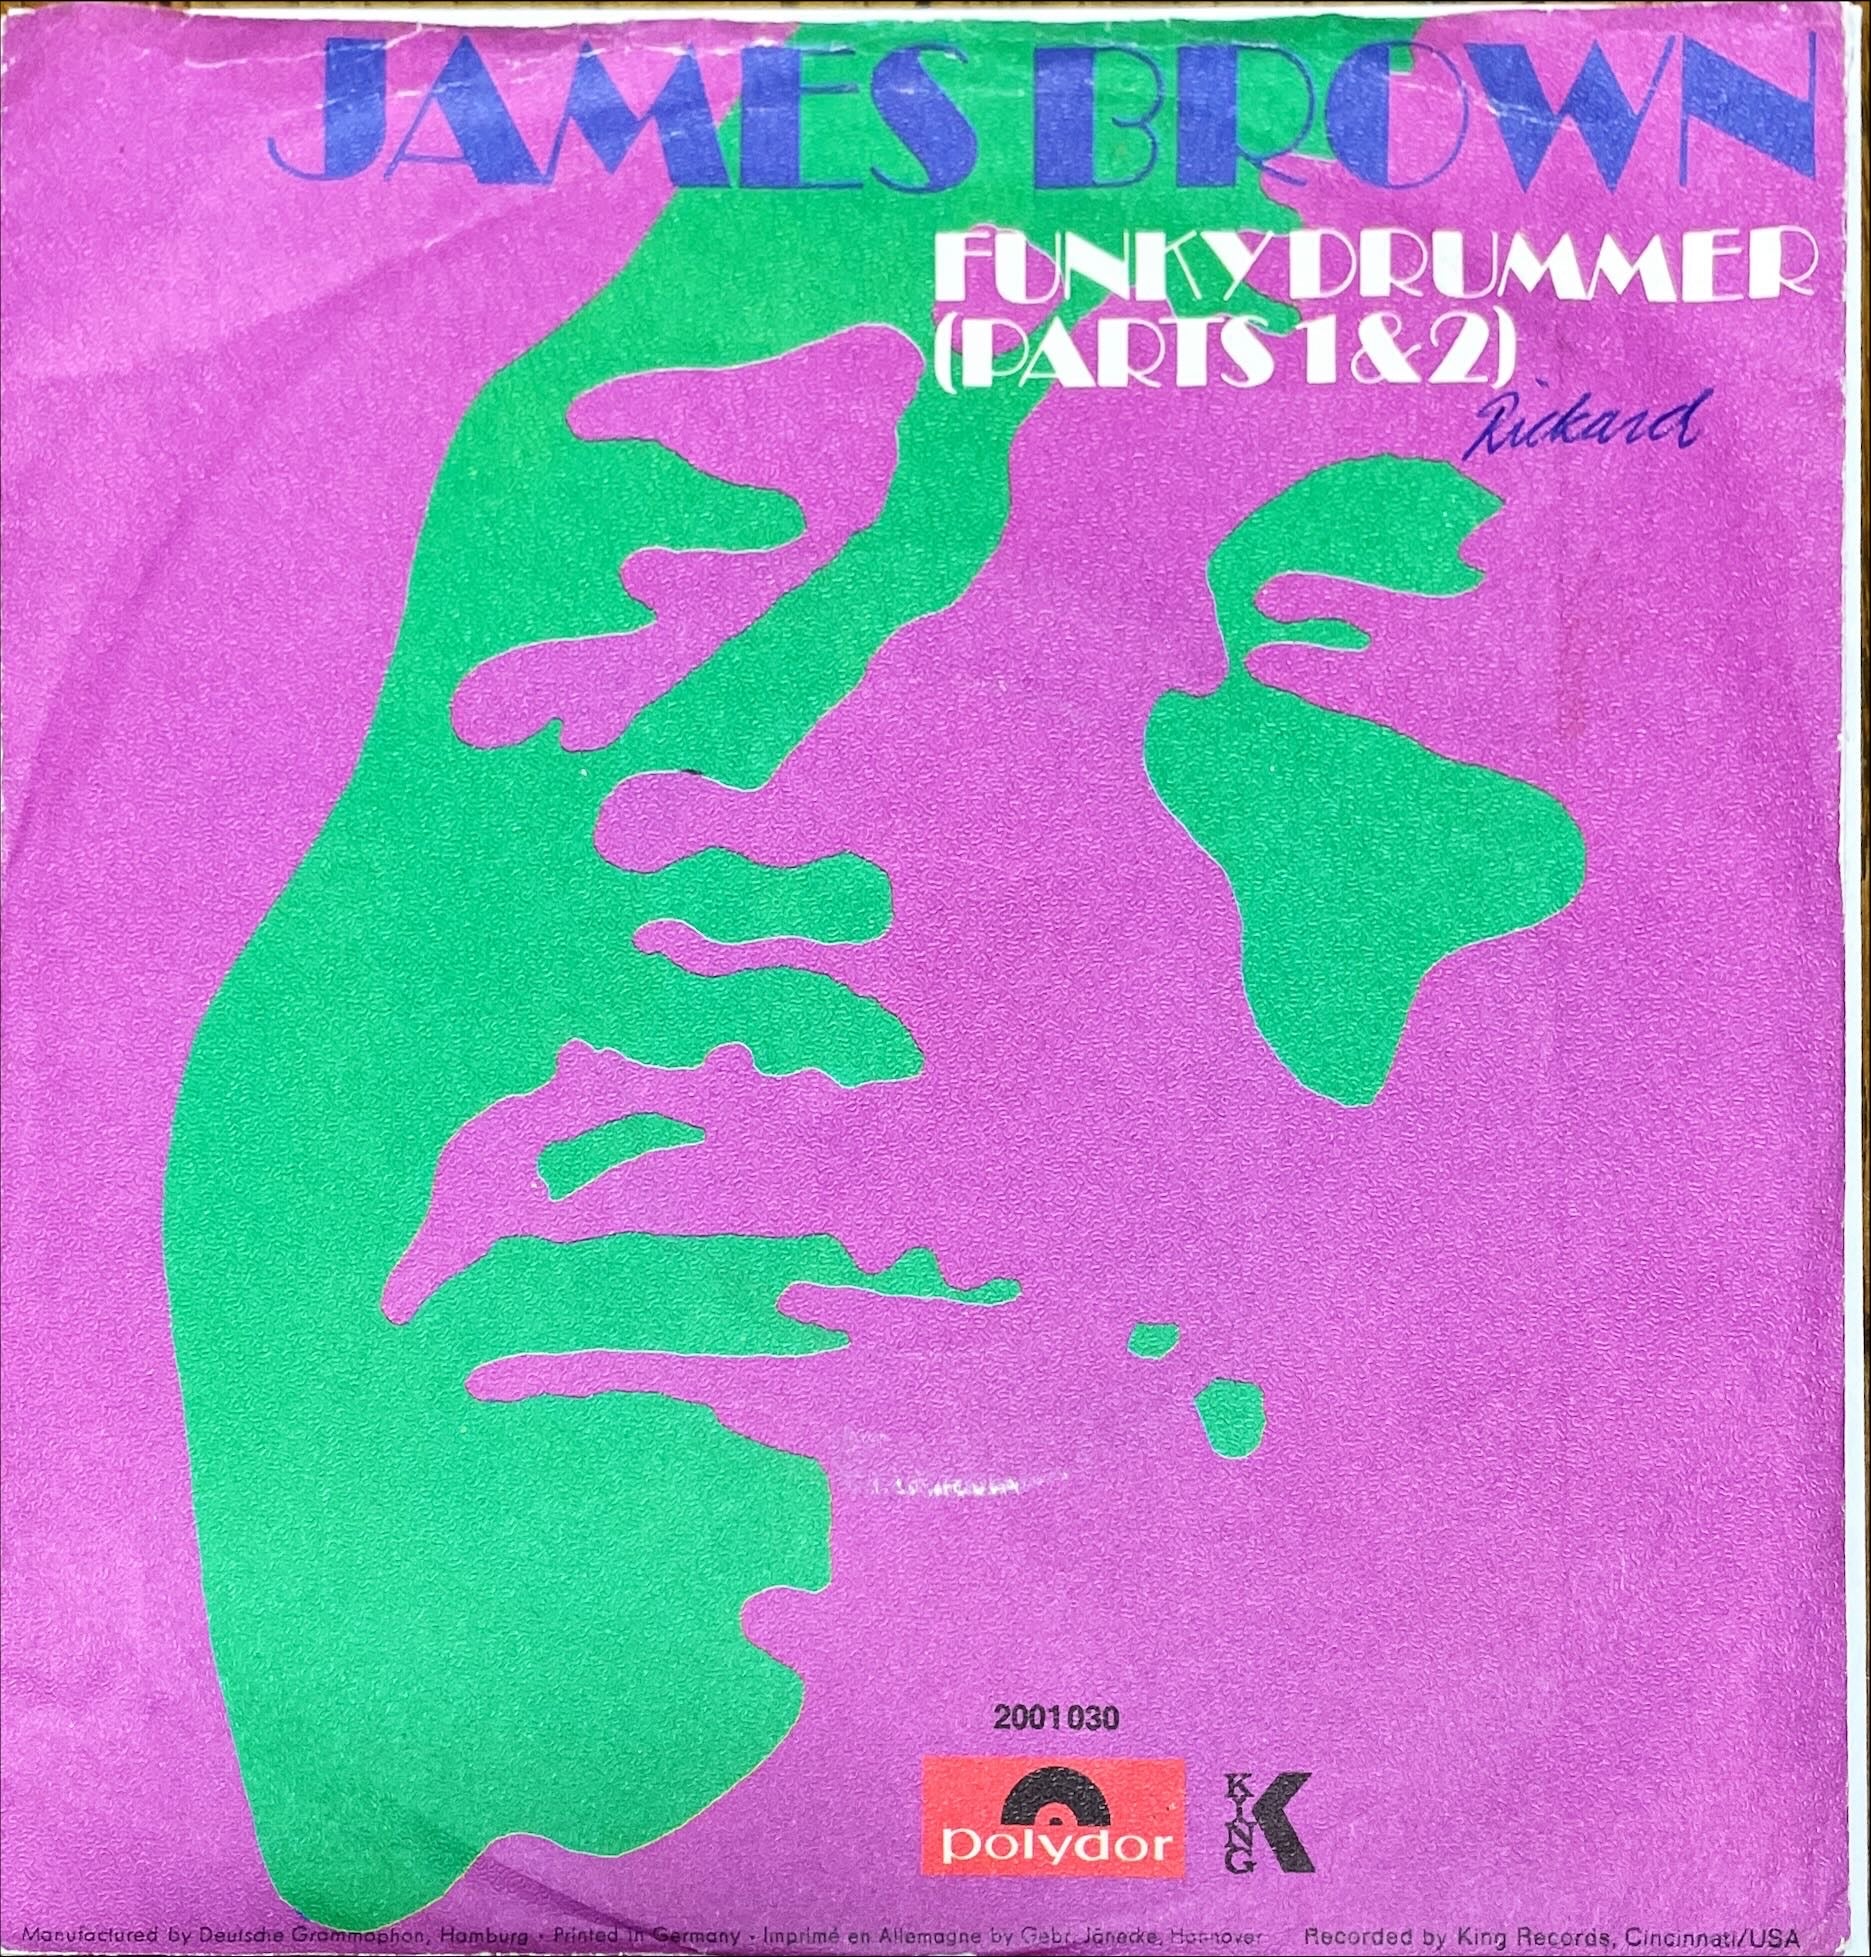 JAMES BROWN
FUNKY DRUMMER
(PARTS 1 & 2)
Rickard
2001 030
polydor
KING K
Manufactured by Deutsche Grammophon, Hamburg · Printed in Germany · Imprimé en Allemagne by Gebr. Jänecke, Hannover Recorded by King Records, Cincinnati/USA